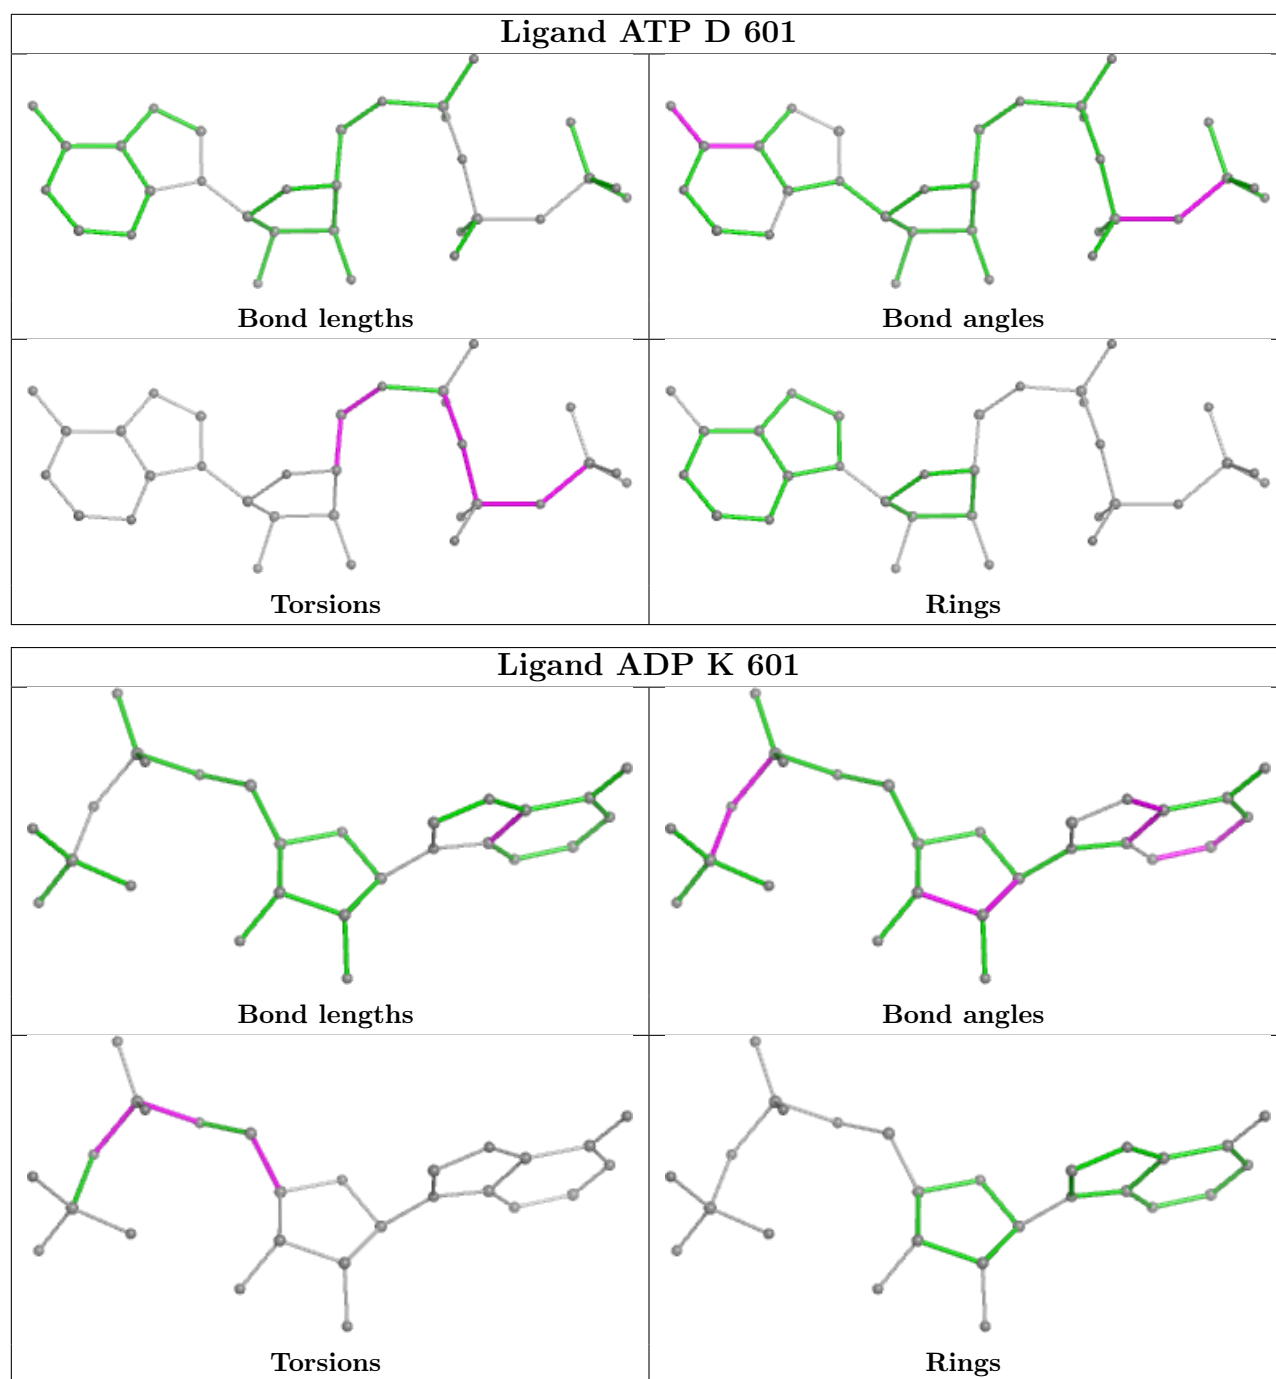 Ligand ATP D 601
Bond lengths
Bond angles
Torsions
Rings
Ligand ADP K 601
Bond lengths
Bond angles
Torsions
Rings